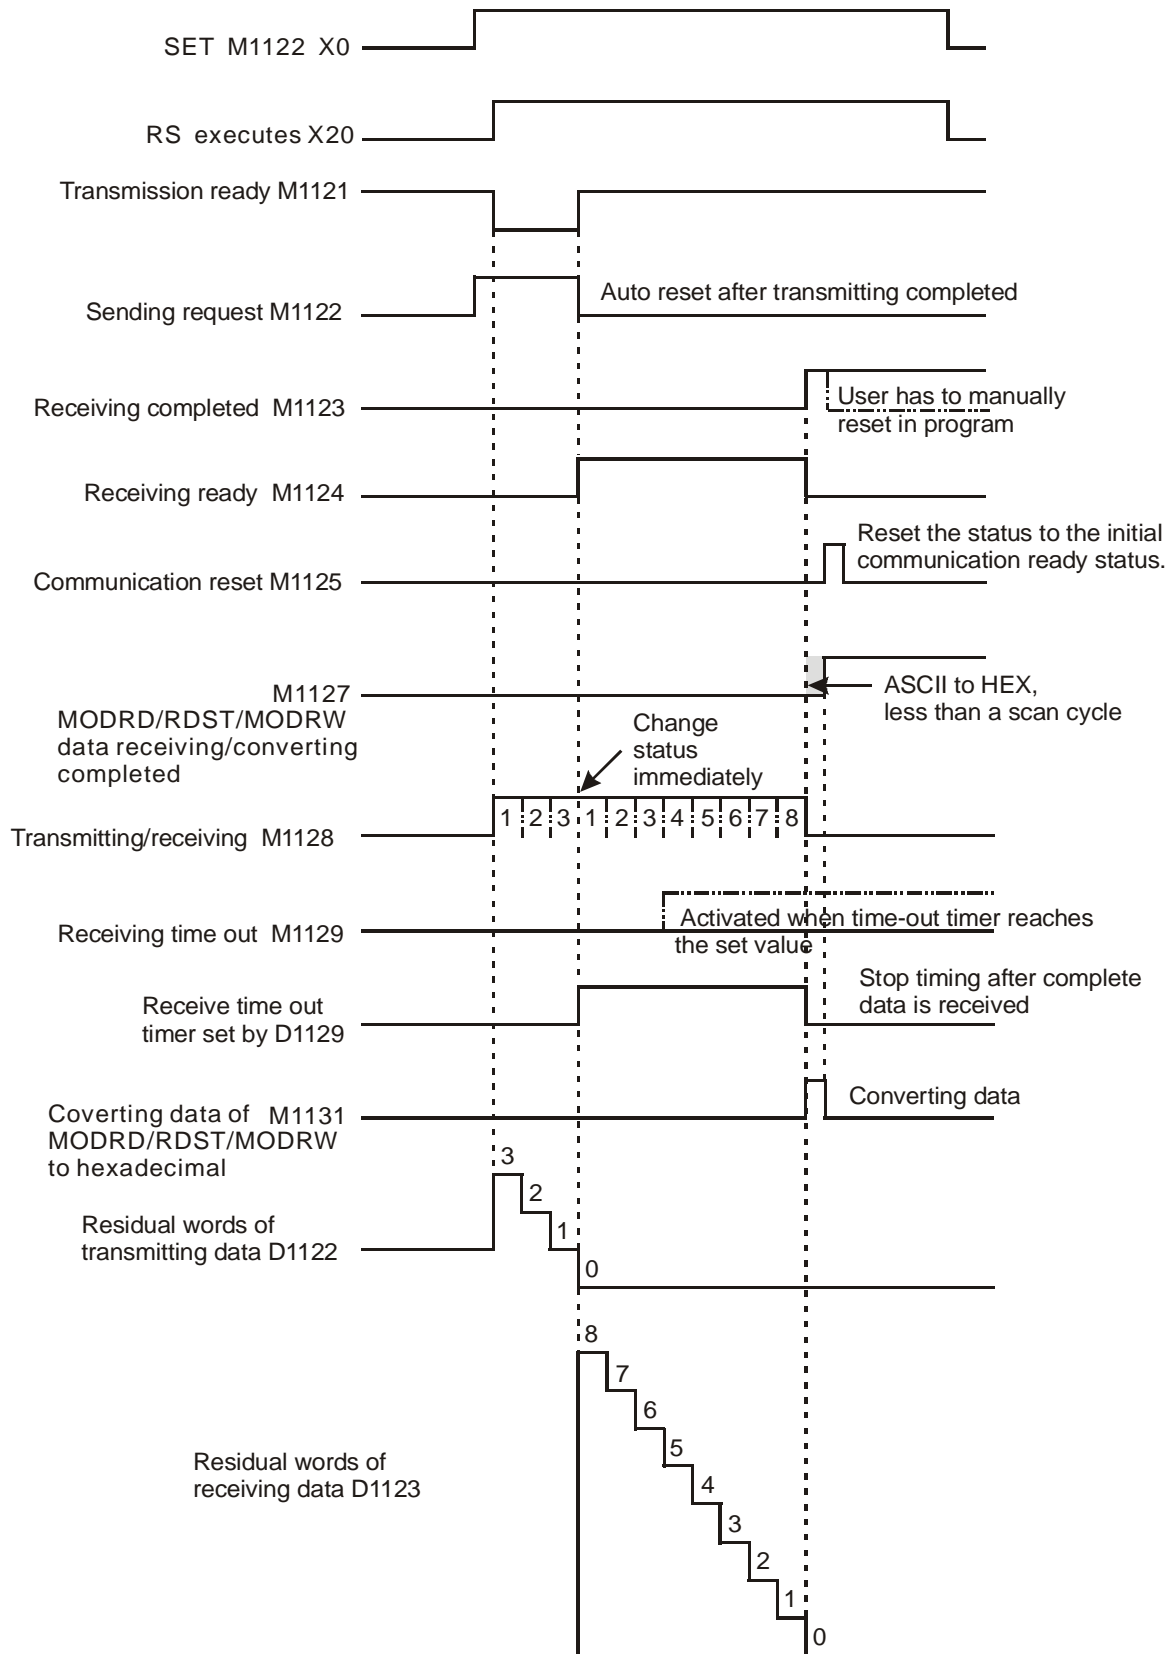 SET M1122 X0
RS executes X20
Transmission ready M1121
Sending request M1122
Auto reset after transmitting completed
Receiving completed M1123
User has to manually
reset in program
Receiving ready M1124
Communication reset M1125
Reset the status to the initial
communication ready status.
M1127
MODRD/RDST/MODRW
data receiving/converting
completed
ASCII to HEX,
less than a scan cycle
Change
status
immediately
Transmitting/receiving M1128
1 2 3 1 2 3 4 5 6 7 8
Receiving time out M1129
Activated when time-out timer reaches
the set value
Receive time out
timer set by D1129
Stop timing after complete
data is received
Coverting data of M1131
MODRD/RDST/MODRW
to hexadecimal
Converting data
Residual words of
transmitting data D1122
3
2
1
0
Residual words of
receiving data D1123
8
7
6
5
4
3
2
1
0